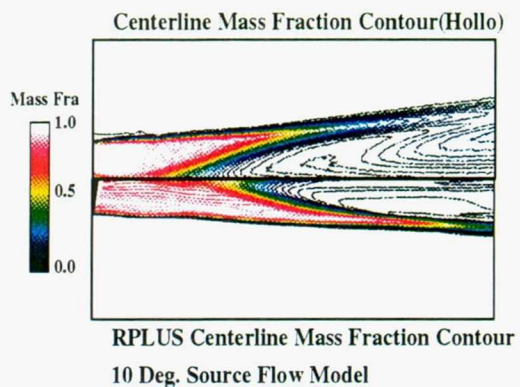 Centerline Mass Fraction Contour(Hollo)
Mass Fra
1.0
0.5
0.0
RPLUS Centerline Mass Fraction Contour
10 Deg. Source Flow Model